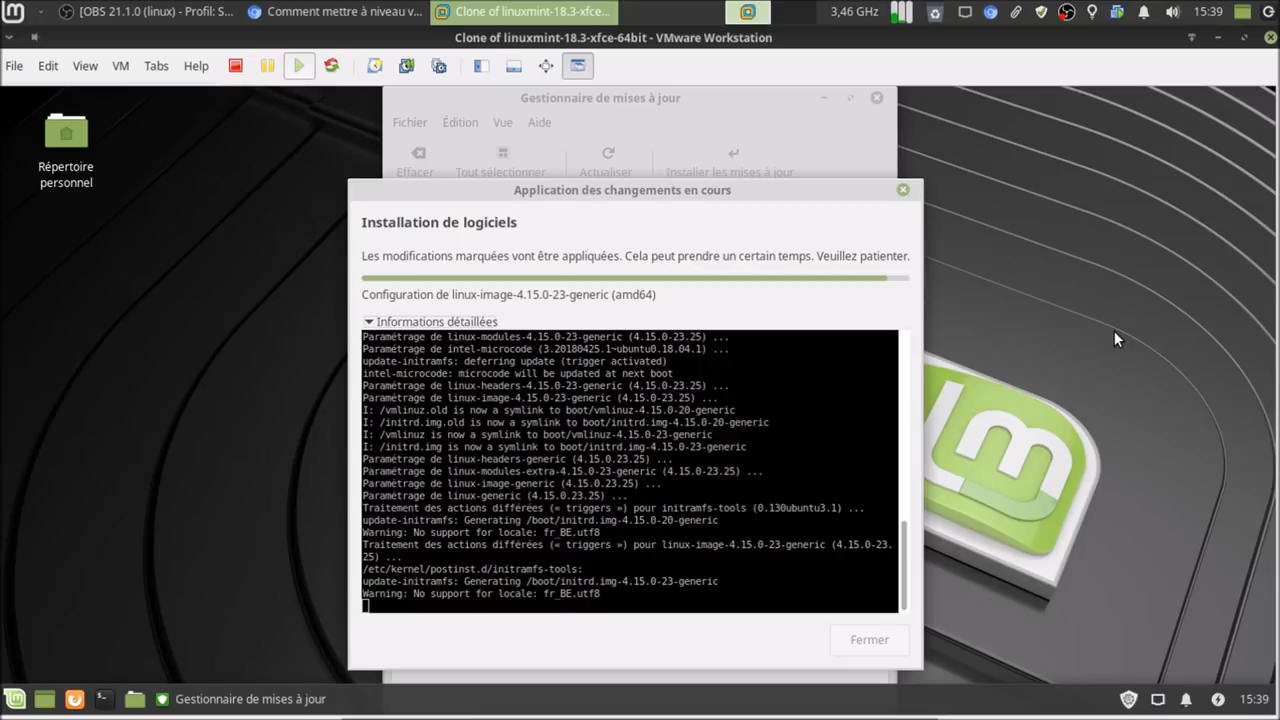 [OBS 21.1.0 (linux) - Profil: S...
Comment mettre à niveau v...
Clone of linuxmint-18.3-xfce...
3,46 GHz
15:39
Clone of linuxmint-18.3-xfce-64bit - VMware Workstation
File Edit View VM Tabs Help
Répertoire
personnel
Gestionnaire de mises à jour
Fichier Édition Vue Aide
Effacer Tout sélectionner Actualiser Installer les mises à jour
Application des changements en cours
Installation de logiciels
Les modifications marquées vont être appliquées. Cela peut prendre un certain temps. Veuillez patienter.
Configuration de linux-image-4.15.0-23-generic (amd64)
Informations détaillées
Paramétrage de linux-modules-4.15.0-23-generic (4.15.0-23.25) ...
Paramétrage de intel-microcode (3.20180425.1~ubuntu0.18.04.1) ...
update-initramfs: deferring update (trigger activated)
intel-microcode: microcode will be updated at next boot
Paramétrage de linux-headers-4.15.0-23-generic (4.15.0-23.25) ...
Paramétrage de linux-image-4.15.0-23-generic (4.15.0-23.25) ...
I: /vmlinuz.old is now a symlink to boot/vmlinuz-4.15.0-20-generic
I: /initrd.img.old is now a symlink to boot/initrd.img-4.15.0-20-generic
I: /vmlinuz is now a symlink to boot/vmlinuz-4.15.0-23-generic
I: /initrd.img is now a symlink to boot/initrd.img-4.15.0-23-generic
Paramétrage de linux-headers-generic (4.15.0.23.25) ...
Paramétrage de linux-modules-extra-4.15.0-23-generic (4.15.0-23.25) ...
Paramétrage de linux-image-generic (4.15.0.23.25) ...
Paramétrage de linux-generic (4.15.0.23.25) ...
Traitement des actions différées (« triggers ») pour initramfs-tools (0.130ubuntu3.1) ...
update-initramfs: Generating /boot/initrd.img-4.15.0-20-generic
Warning: No support for locale: fr_BE.utf8
Traitement des actions différées (« triggers ») pour linux-image-4.15.0-23-generic (4.15.0-23.
25) ...
/etc/kernel/postinst.d/initramfs-tools:
update-initramfs: Generating /boot/initrd.img-4.15.0-23-generic
Warning: No support for locale: fr_BE.utf8
Fermer
Gestionnaire de mises à jour
15:39